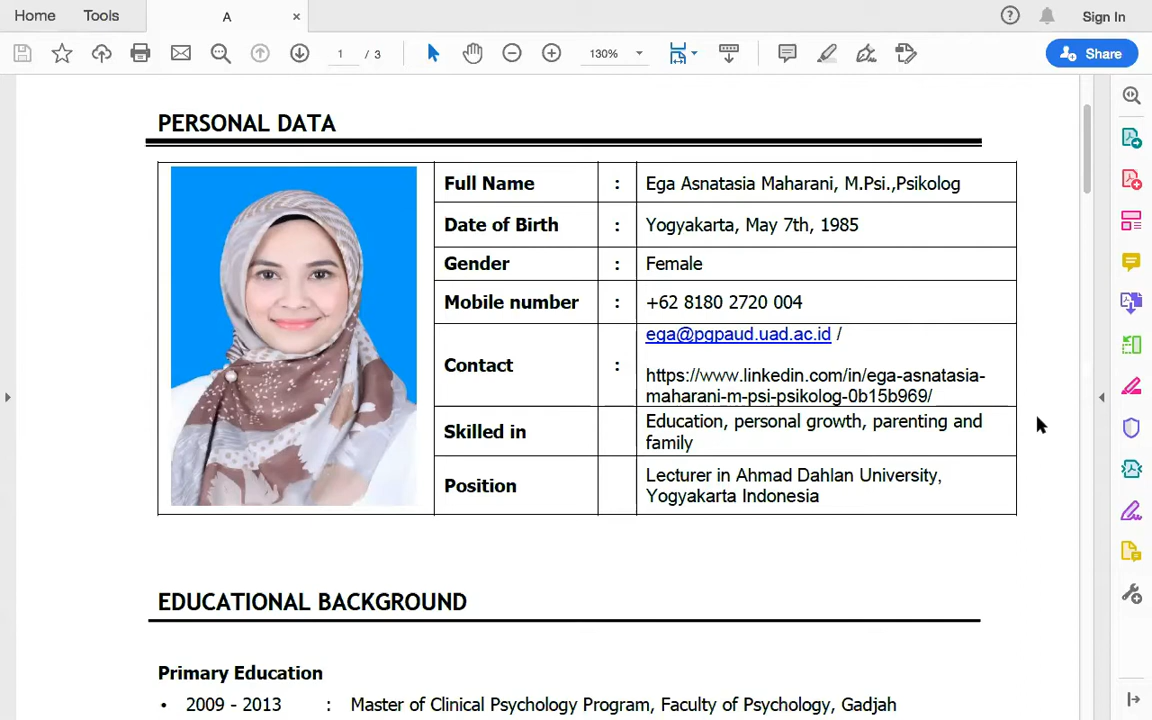 Home Tools A × Sign In
1 / 3 130% Share
PERSONAL DATA
Full Name : Ega Asnatasia Maharani, M.Psi.,Psikolog
Date of Birth : Yogyakarta, May 7th, 1985
Gender : Female
Mobile number : +62 8180 2720 004
Contact : ega@pgpaud.uad.ac.id /
https://www.linkedin.com/in/ega-asnatasia-
maharani-m-psi-psikolog-0b15b969/
Skilled in : Education, personal growth, parenting and
family
Position Lecturer in Ahmad Dahlan University,
Yogyakarta Indonesia
EDUCATIONAL BACKGROUND
Primary Education
• 2009 - 2013 : Master of Clinical Psychology Program, Faculty of Psychology, Gadjah